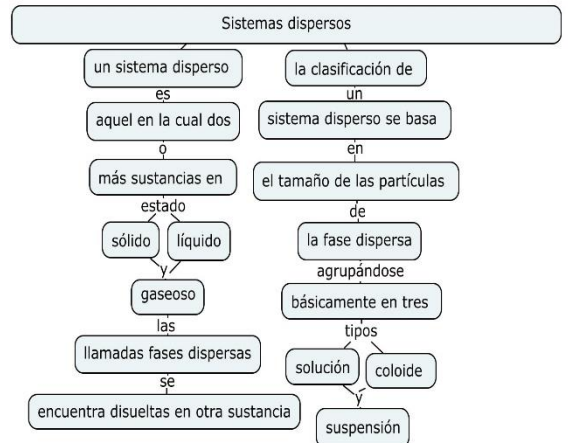 Sistemas dispersos
un sistema disperso
es
aquel en la cual dos
o
más sustancias en
estado
sólido
líquido
y
gaseoso
las
llamadas fases dispersas
se
encuentra disueltas en otra sustancia
la clasificación de
un
sistema disperso se basa
en
el tamaño de las partículas
de
la fase dispersa
agrupándose
básicamente en tres
tipos
solución
coloide
y
suspensión